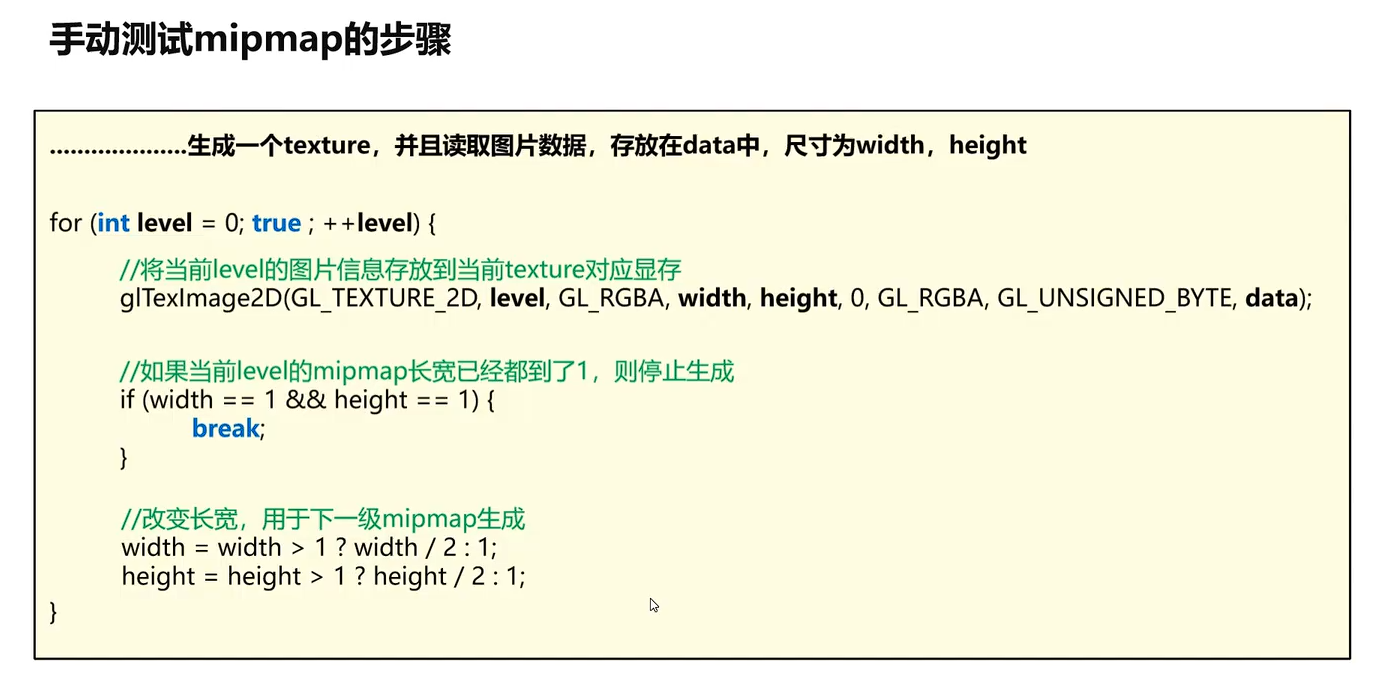 手动测试mipmap的步骤
....................生成一个texture，并且读取图片数据，存放在data中，尺寸为width，height
for (int level = 0; true ; ++level) {
//将当前level的图片信息存放到当前texture对应显存
glTexImage2D(GL_TEXTURE_2D, level, GL_RGBA, width, height, 0, GL_RGBA, GL_UNSIGNED_BYTE, data);
//如果当前level的mipmap长宽已经都到了1，则停止生成
if (width == 1 && height == 1) {
break;
}
//改变长宽，用于下一级mipmap生成
width = width > 1 ? width / 2 : 1;
height = height > 1 ? height / 2 : 1;
}